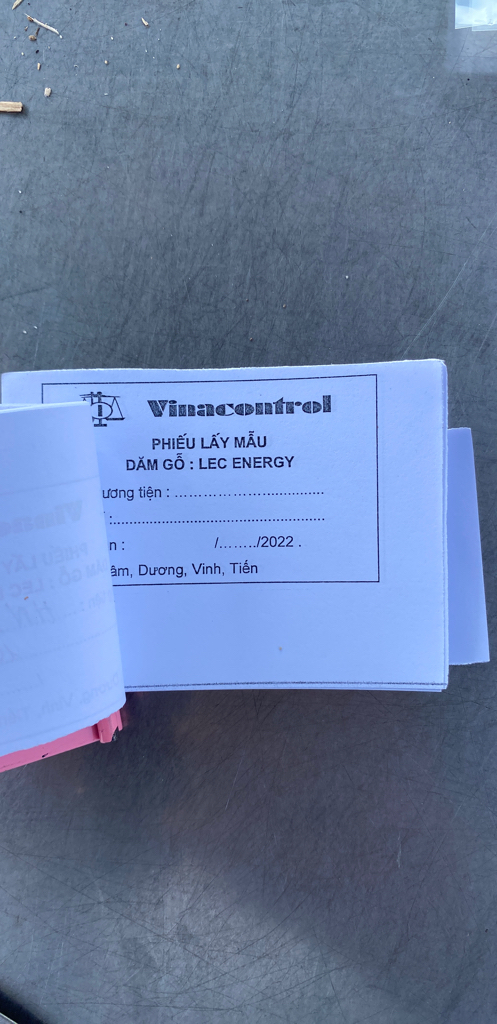 Vinacontrol
PHIẾU LẤY MẪU
DĂM GỖ : LEC ENERGY
ương tiện : ................................
:................................................
n : /......../2022 .
âm, Dương, Vinh, Tiến